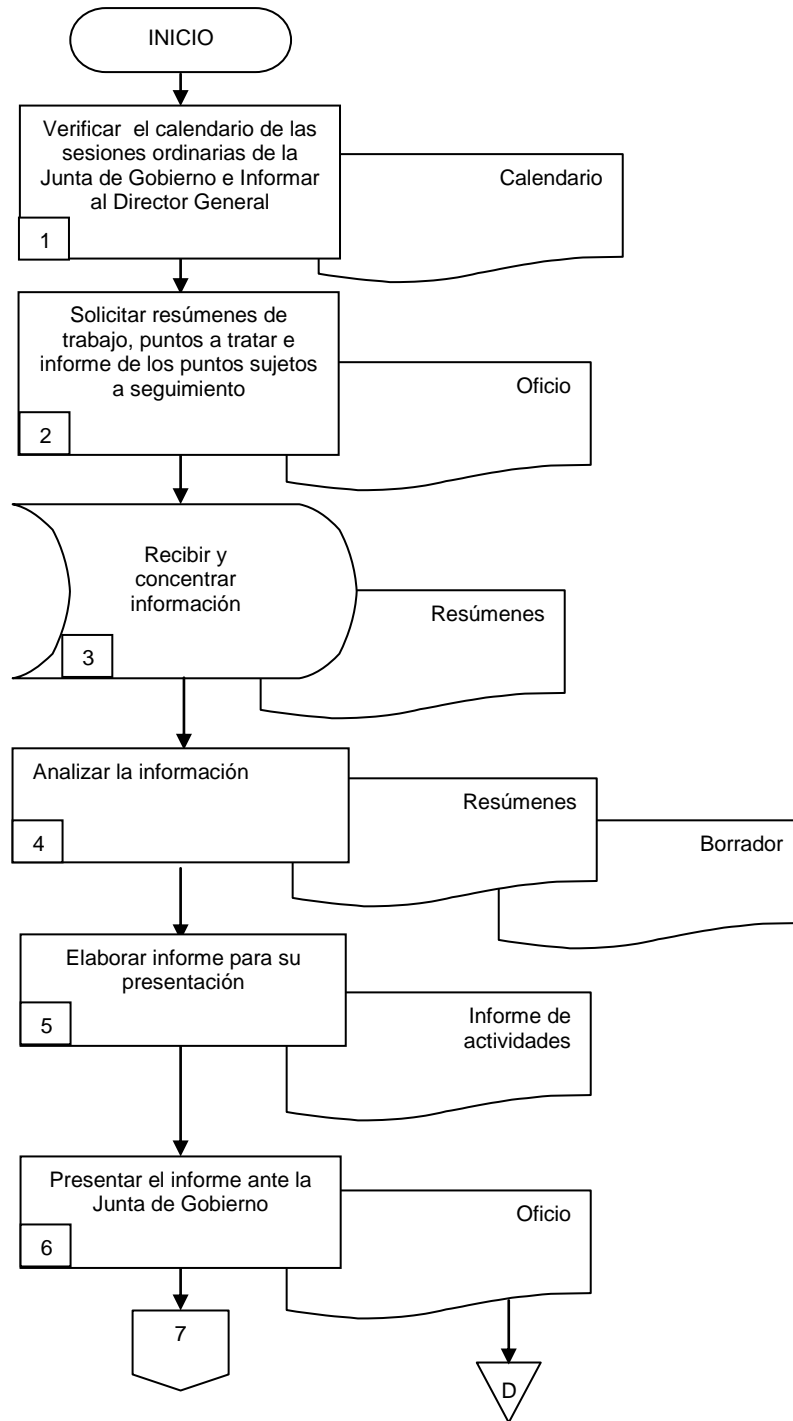 INICIO
Verificar el calendario de las
sesiones ordinarias de la
Junta de Gobierno e Informar
al Director General
1
Calendario
Solicitar resúmenes de
trabajo, puntos a tratar e
informe de los puntos sujetos
a seguimiento
2
Oficio
Recibir y
concentrar
información
3
Resúmenes
Analizar la información
4
Resúmenes
Borrador
Elaborar informe para su
presentación
5
Informe de
actividades
Presentar el informe ante la
Junta de Gobierno
6
Oficio
7
D